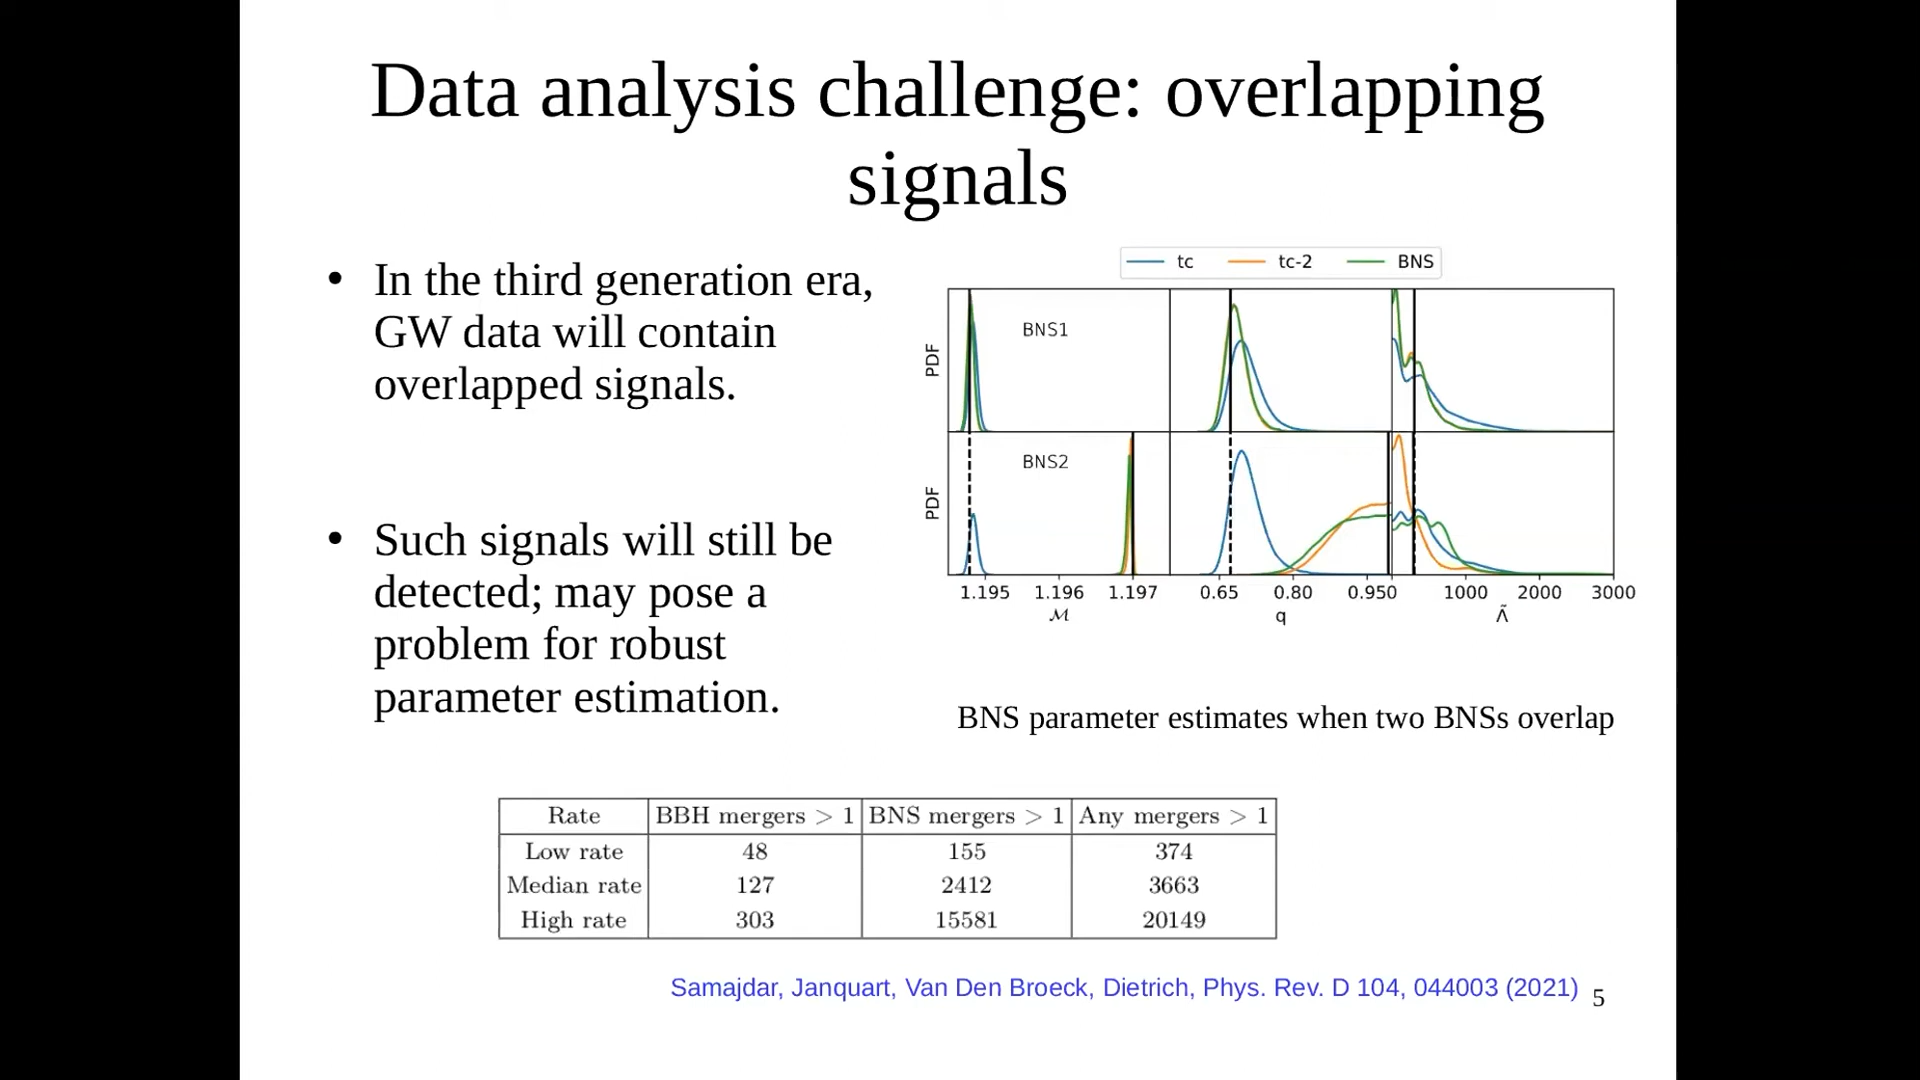 Data analysis challenge: overlapping
signals
• In the third generation era,
GW data will contain
overlapped signals.
• Such signals will still be
detected; may pose a
problem for robust
parameter estimation.
tc tc-2 BNS
BNS1
PDF
BNS2
PDF
1.195 1.196 1.197 0.65 0.80 0.950 1000 2000 3000
ℳ q Λ̃
BNS parameter estimates when two BNSs overlap
Rate BBH mergers > 1 BNS mergers > 1 Any mergers > 1
Low rate 48 155 374
Median rate 127 2412 3663
High rate 303 15581 20149
Samajdar, Janquart, Van Den Broeck, Dietrich, Phys. Rev. D 104, 044003 (2021)
5